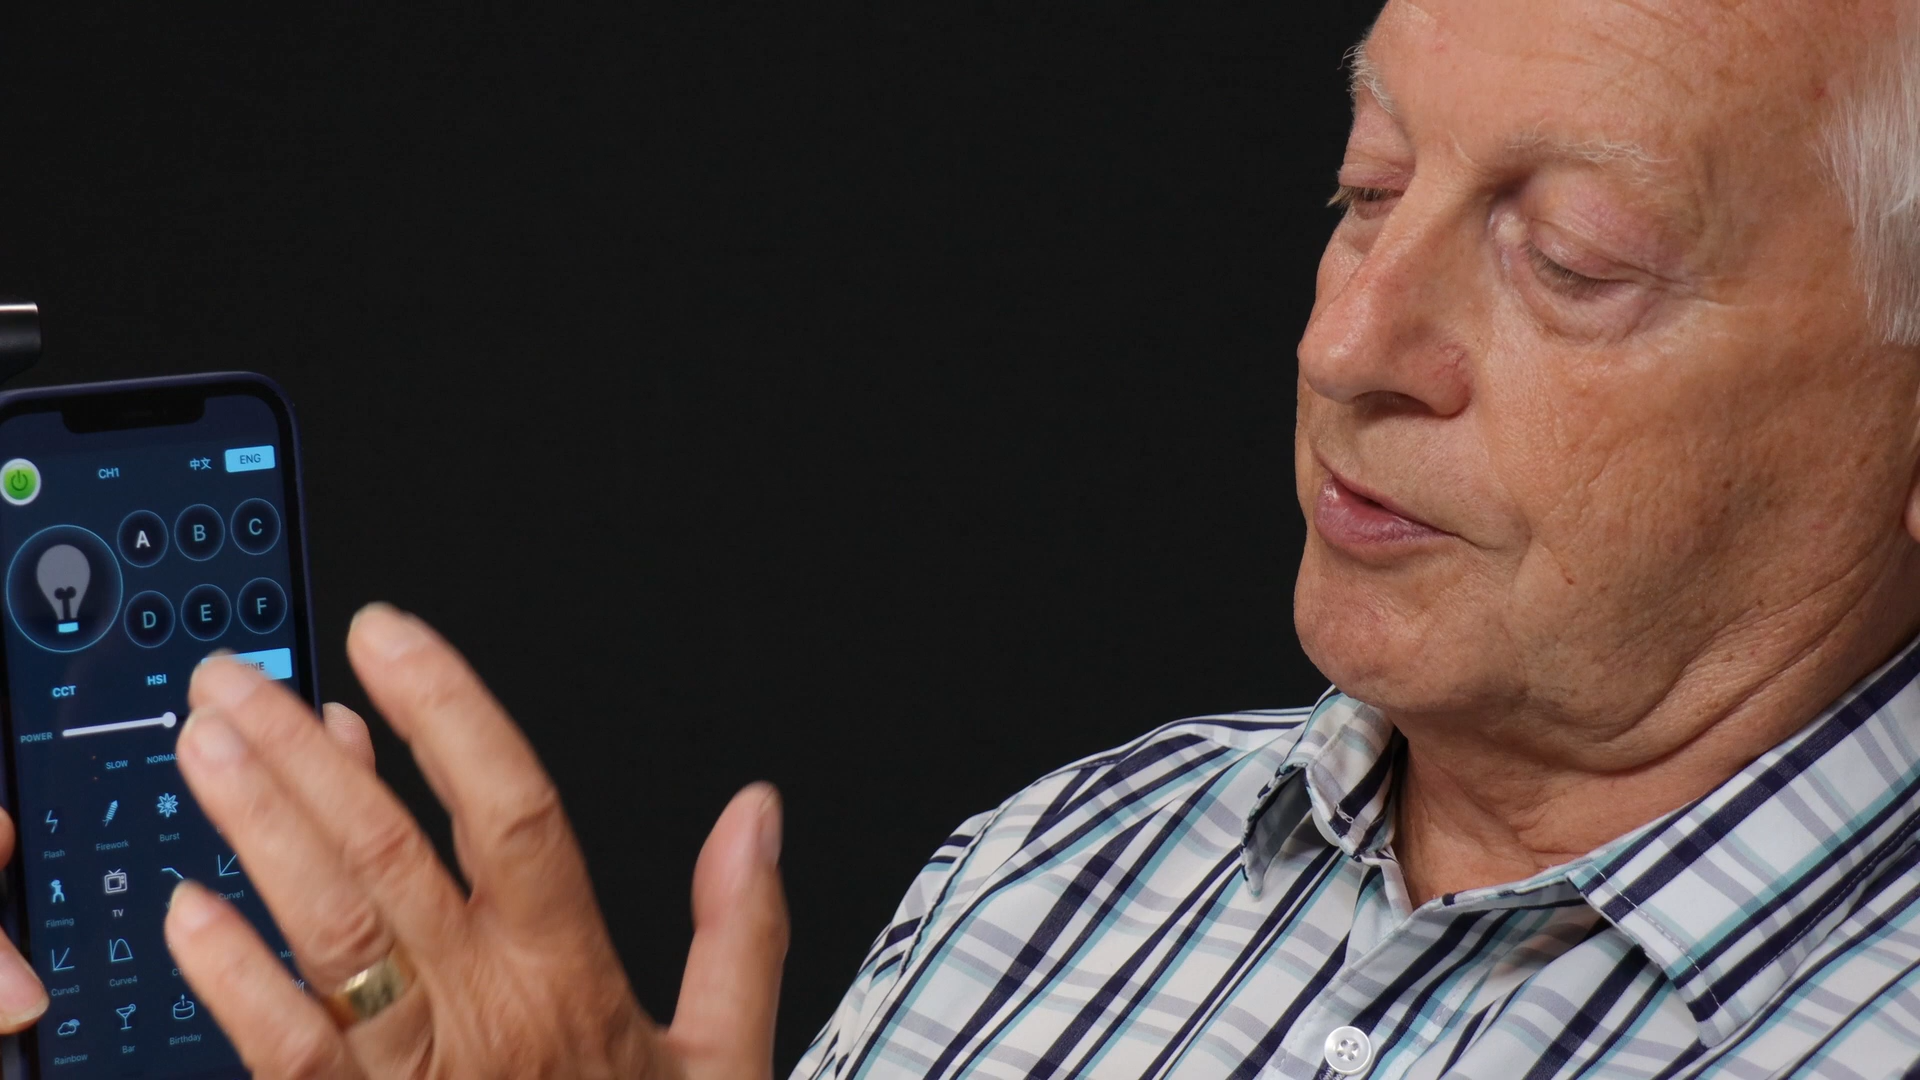 CH1 中文 ENG
A B C
D E F
CCT HSI
POWER
SLOW
Flash Firework Burst
Filming TV Curve1
Curve3 Curve4
Rainbow Bar Birthday